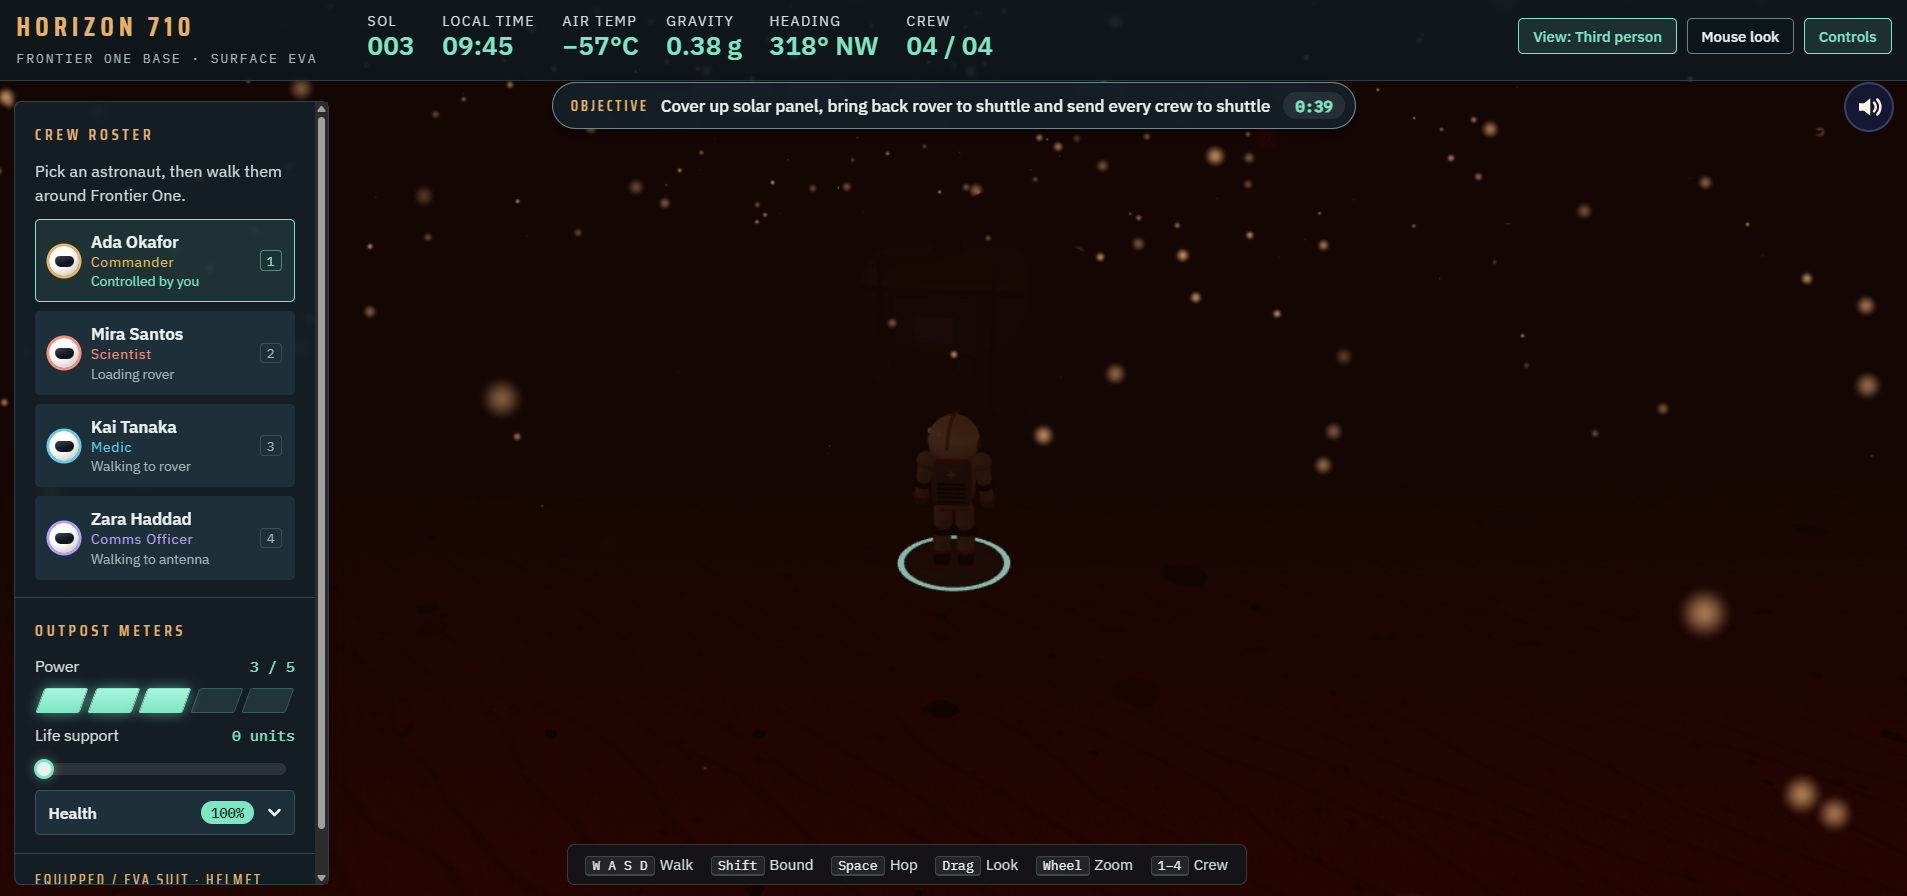 HORIZON 710
FRONTIER ONE BASE · SURFACE EVA
SOL
003
LOCAL TIME
09:45
AIR TEMP
−57°C
GRAVITY
0.38 g
HEADING
318° NW
CREW
04 / 04
View: Third person
Mouse look
Controls
OBJECTIVE Cover up solar panel, bring back rover to shuttle and send every crew to shuttle 0:39
CREW ROSTER
Pick an astronaut, then walk them
around Frontier One.
Ada Okafor
Commander
Controlled by you
1
Mira Santos
Scientist
Loading rover
2
Kai Tanaka
Medic
Walking to rover
3
Zara Haddad
Comms Officer
Walking to antenna
4
OUTPOST METERS
Power 3 / 5
Life support 0 units
Health 100%
EQUIPPED / EVA SUIT · HELMET
W A S D Walk Shift Bound Space Hop Drag Look Wheel Zoom 1–4 Crew